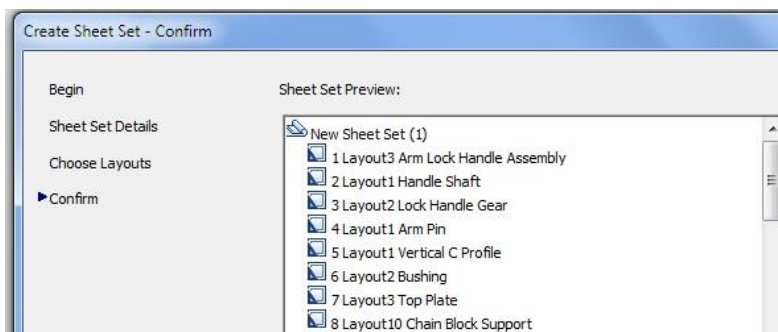 Create Sheet Set - Confirm
Begin
Sheet Set Details
Choose Layouts
Confirm
Sheet Set Preview:
New Sheet Set (1)
1 Layout3 Arm Lock Handle Assembly
2 Layout1 Handle Shaft
3 Layout2 Lock Handle Gear
4 Layout1 Arm Pin
5 Layout1 Vertical C Profile
6 Layout2 Bushing
7 Layout3 Top Plate
8 Layout10 Chain Block Support